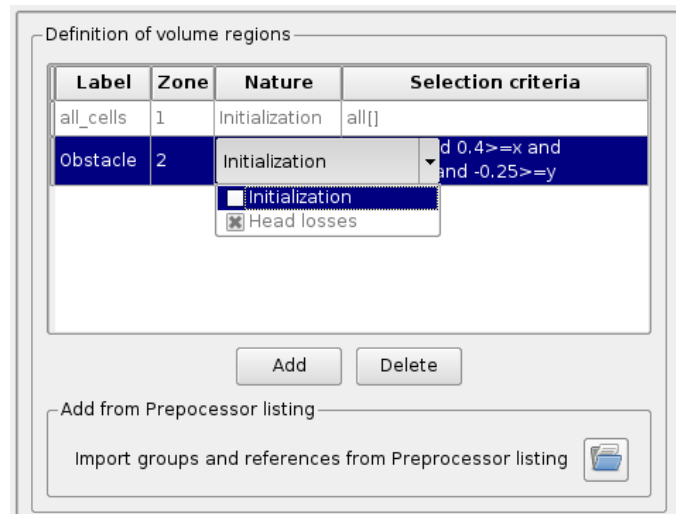 Definition of volume regions
Label Zone Nature Selection criteria
all_cells 1 Initialization all[]
Obstacle 2 Initialization d 0.4>=x and
and -0.25>=y
Initialization
Head losses
Add Delete
Add from Prepocessor listing
Import groups and references from Preprocessor listing